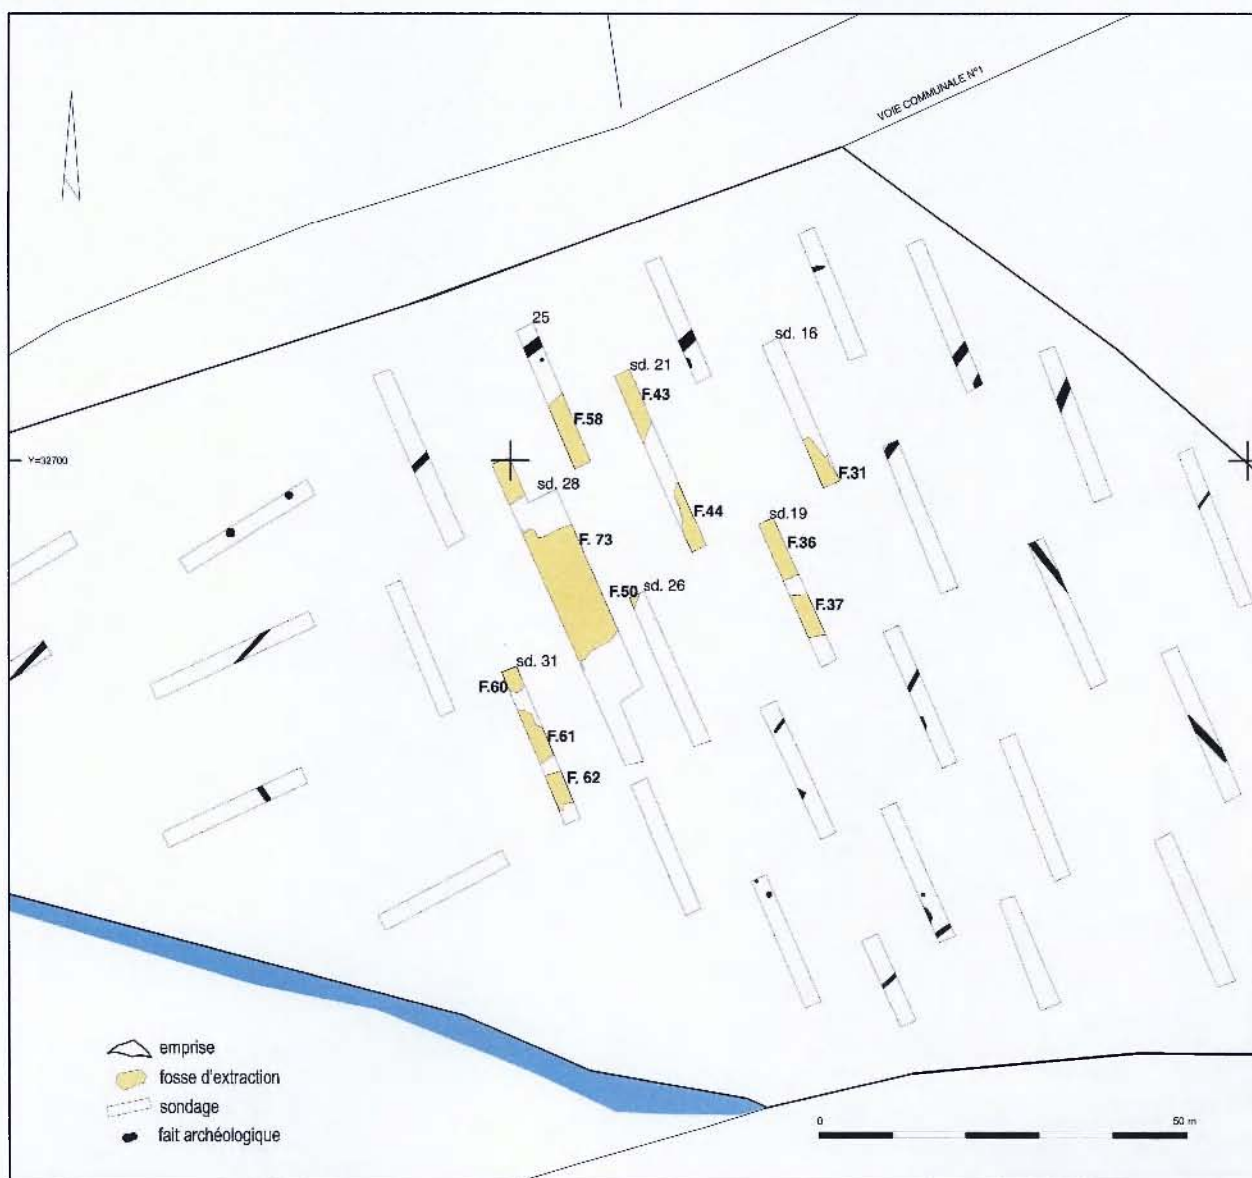 VOIE COMMUNALE N°1
25
sd. 16
sd. 21
F.43
F.58
Y=32700
F.31
sd. 28
F.44
sd.19
F. 73
F.36
sd. 26
F.50
F.37
sd. 31
F.60
F.61
F. 62
emprise
fosse d'extraction
sondage
fait archéologique
0
50 m